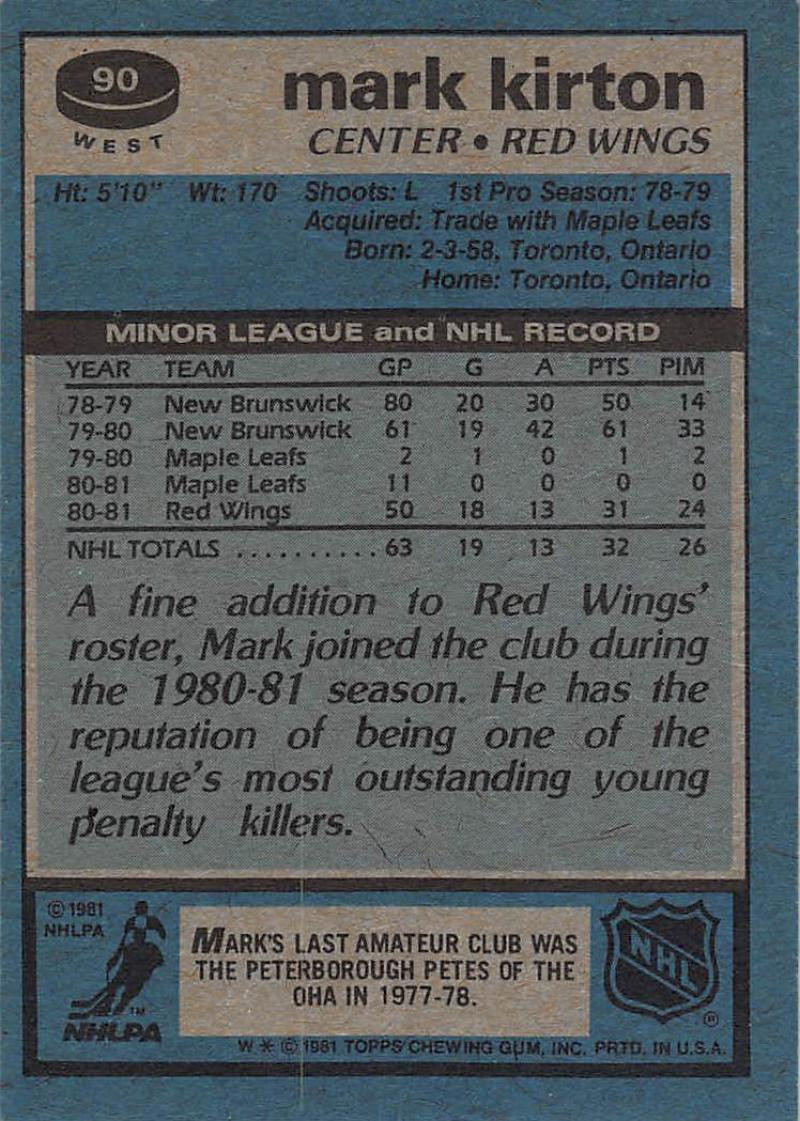 90
WEST
mark kirton
CENTER • RED WINGS
Ht: 5'10" Wt: 170 Shoots: L 1st Pro Season: 78-79
Acquired: Trade with Maple Leafs
Born: 2-3-58, Toronto, Ontario
Home: Toronto, Ontario
MINOR LEAGUE and NHL RECORD
YEAR TEAM GP G A PTS PIM
78-79 New Brunswick 80 20 30 50 14
79-80 New Brunswick 61 19 42 61 33
79-80 Maple Leafs 2 1 0 1 2
80-81 Maple Leafs 11 0 0 0 0
80-81 Red Wings 50 18 13 31 24
NHL TOTALS .......... 63 19 13 32 26
A fine addition to Red Wings'
roster, Mark joined the club during
the 1980-81 season. He has the
reputation of being one of the
league's most outstanding young
penalty killers.
© 1981
NHLPA
TM
NHLPA
MARK'S LAST AMATEUR CLUB WAS
THE PETERBOROUGH PETES OF THE
OHA IN 1977-78.
NHL
®
W * © 1981 TOPPS CHEWING GUM, INC. PRTD. IN U.S.A.